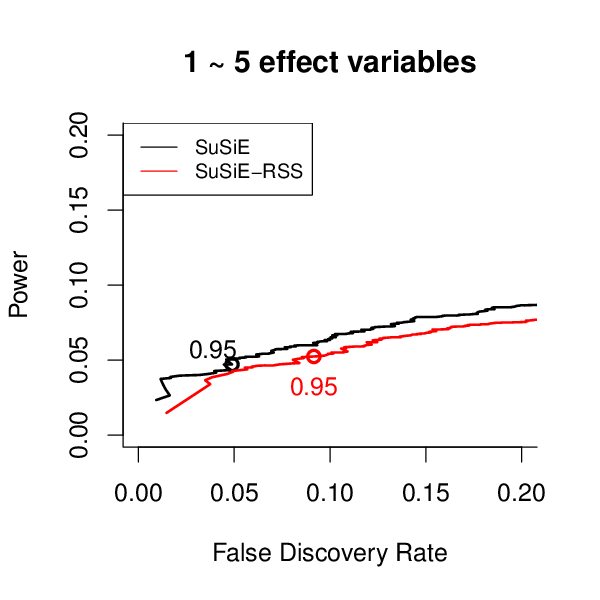 1 ~ 5 effect variables
SuSiE
SuSiE−RSS
Power
0.20
0.15
0.10
0.05
0.00
0.95
0.95
0.00 0.05 0.10 0.15 0.20
False Discovery Rate